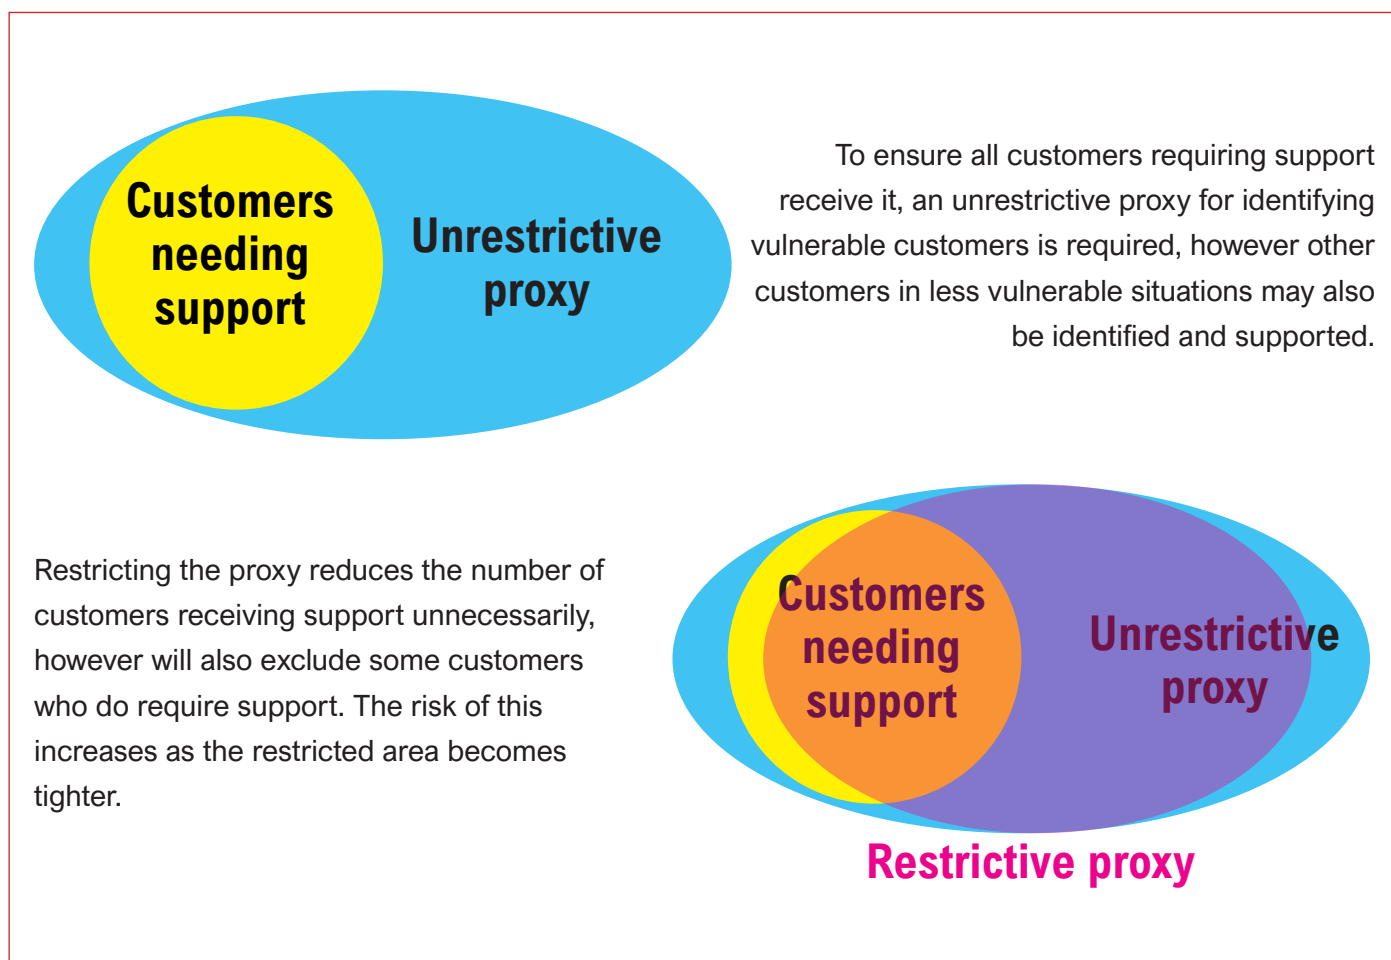 Customers
needing
support
Unrestrictive
proxy
To ensure all customers requiring support
receive it, an unrestrictive proxy for identifying
vulnerable customers is required, however other
customers in less vulnerable situations may also
be identified and supported.
Restricting the proxy reduces the number of
customers receiving support unnecessarily,
however will also exclude some customers
who do require support. The risk of this
increases as the restricted area becomes
tighter.
Customers
needing
support
Unrestrictive
proxy
Restrictive proxy